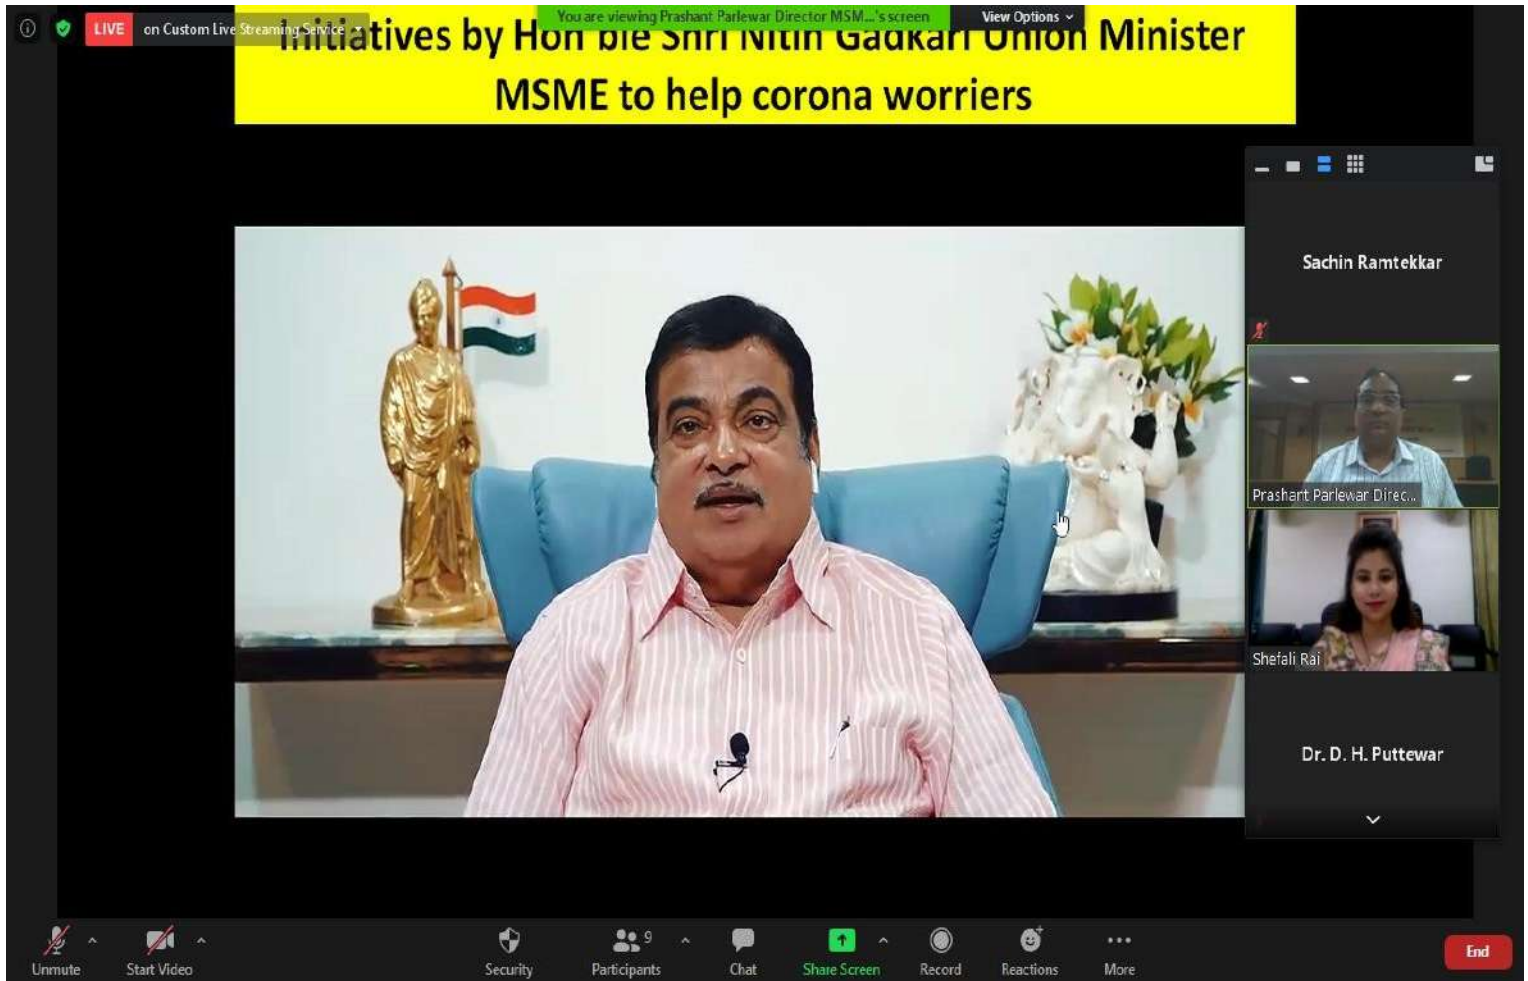 LIVE
on Custom Live Streaming Service
You are viewing Prashant Parlewar Director MSM...'s screen
View Options
Initiatives by Hon'ble Shri Nitin Gadkari Union Minister
MSME to help corona worriers
Sachin Ramtekkar
Prashant Parlewar Direc...
Shefali Rai
Dr. D. H. Puttewar
Unmute
Start Video
Security
Participants
9
Chat
Share Screen
Record
Reactions
More
End